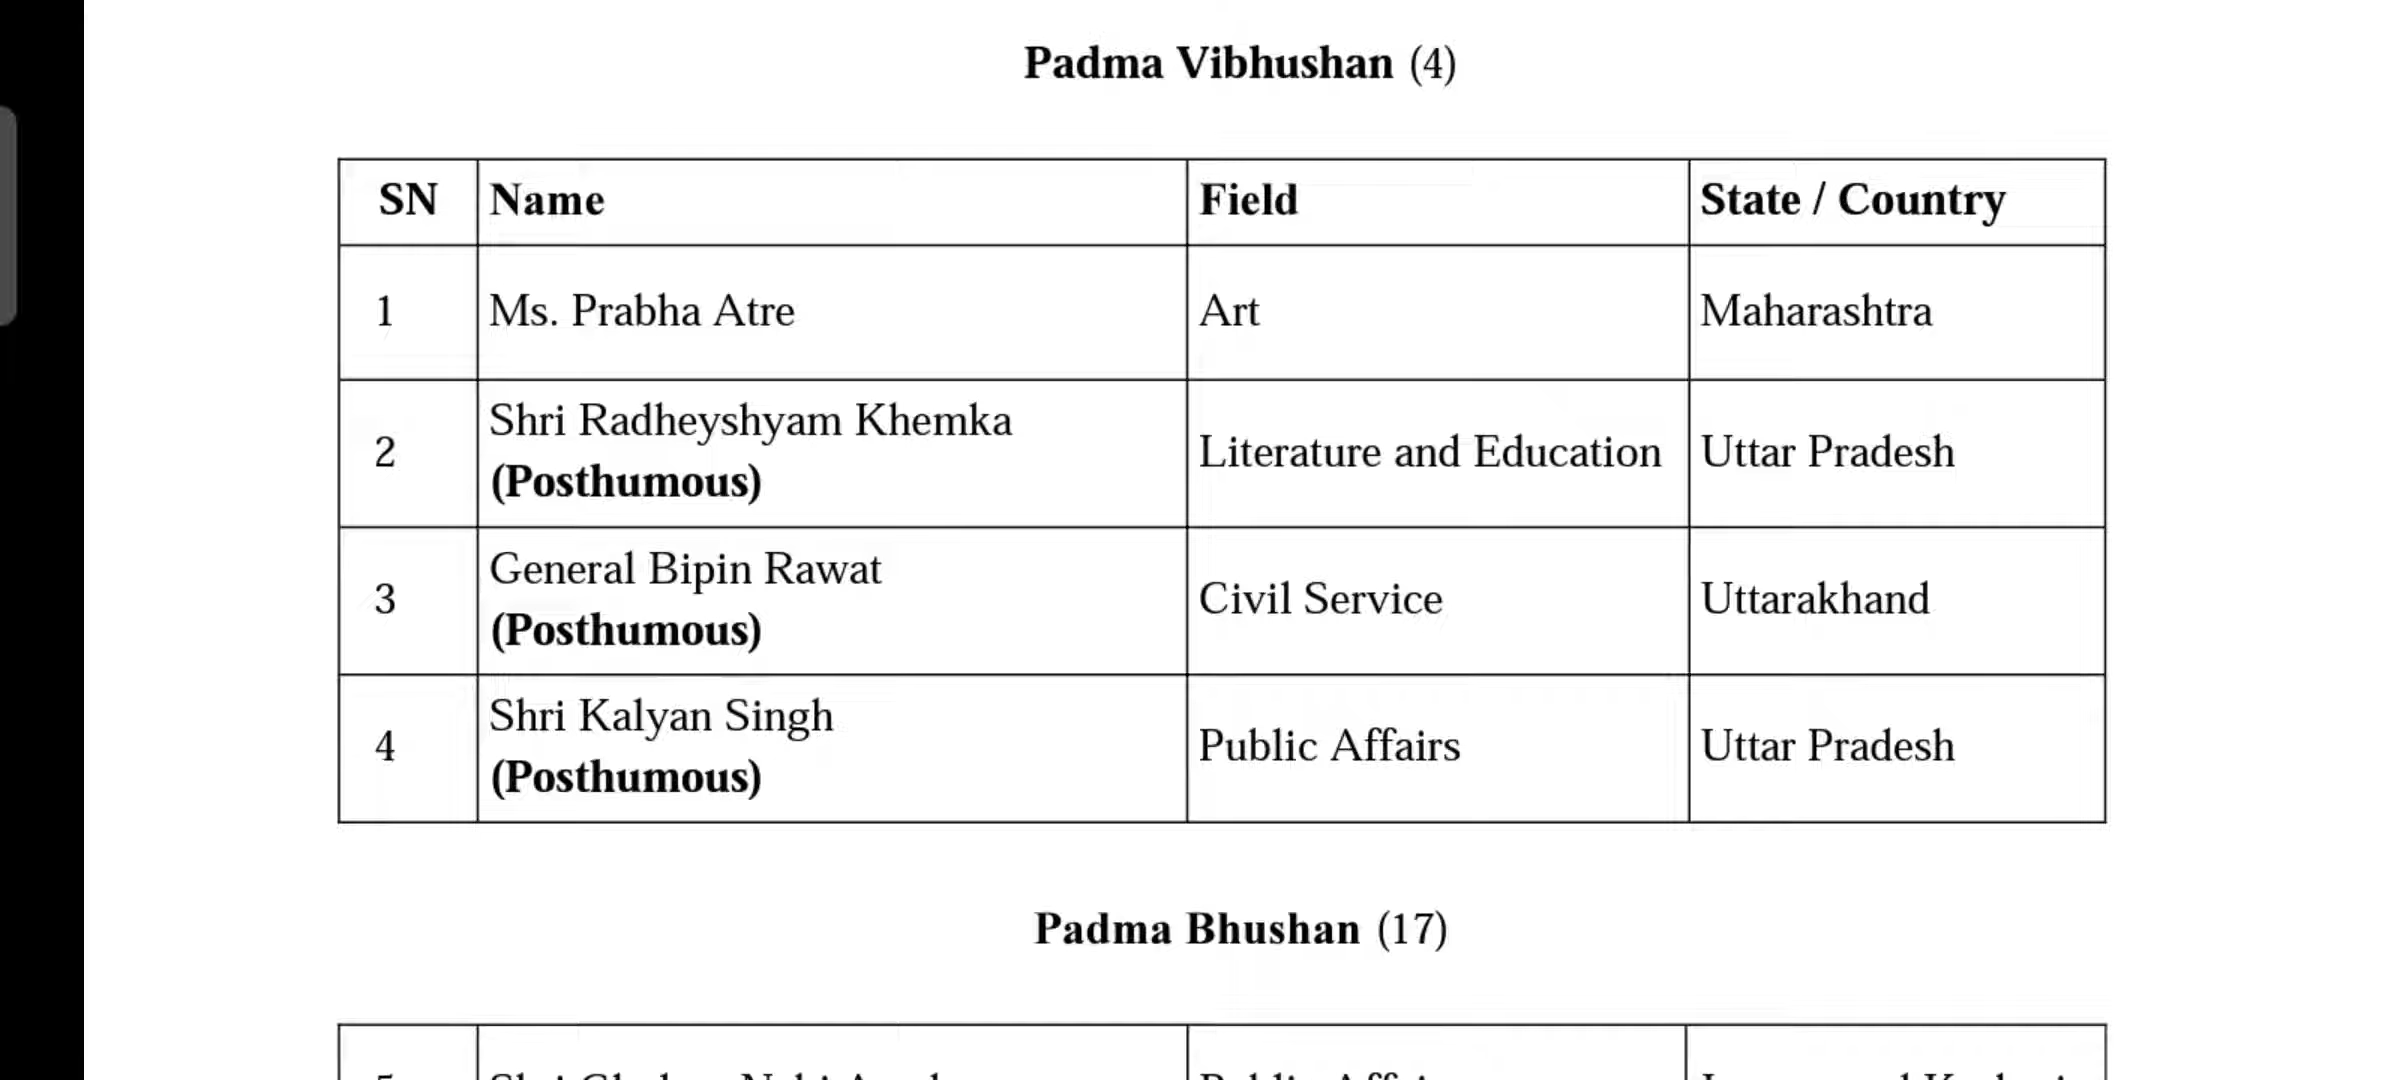 Padma Vibhushan (4)
SN Name Field State / Country
1 Ms. Prabha Atre Art Maharashtra
2 Shri Radheyshyam Khemka (Posthumous) Literature and Education Uttar Pradesh
3 General Bipin Rawat (Posthumous) Civil Service Uttarakhand
4 Shri Kalyan Singh (Posthumous) Public Affairs Uttar Pradesh
Padma Bhushan (17)